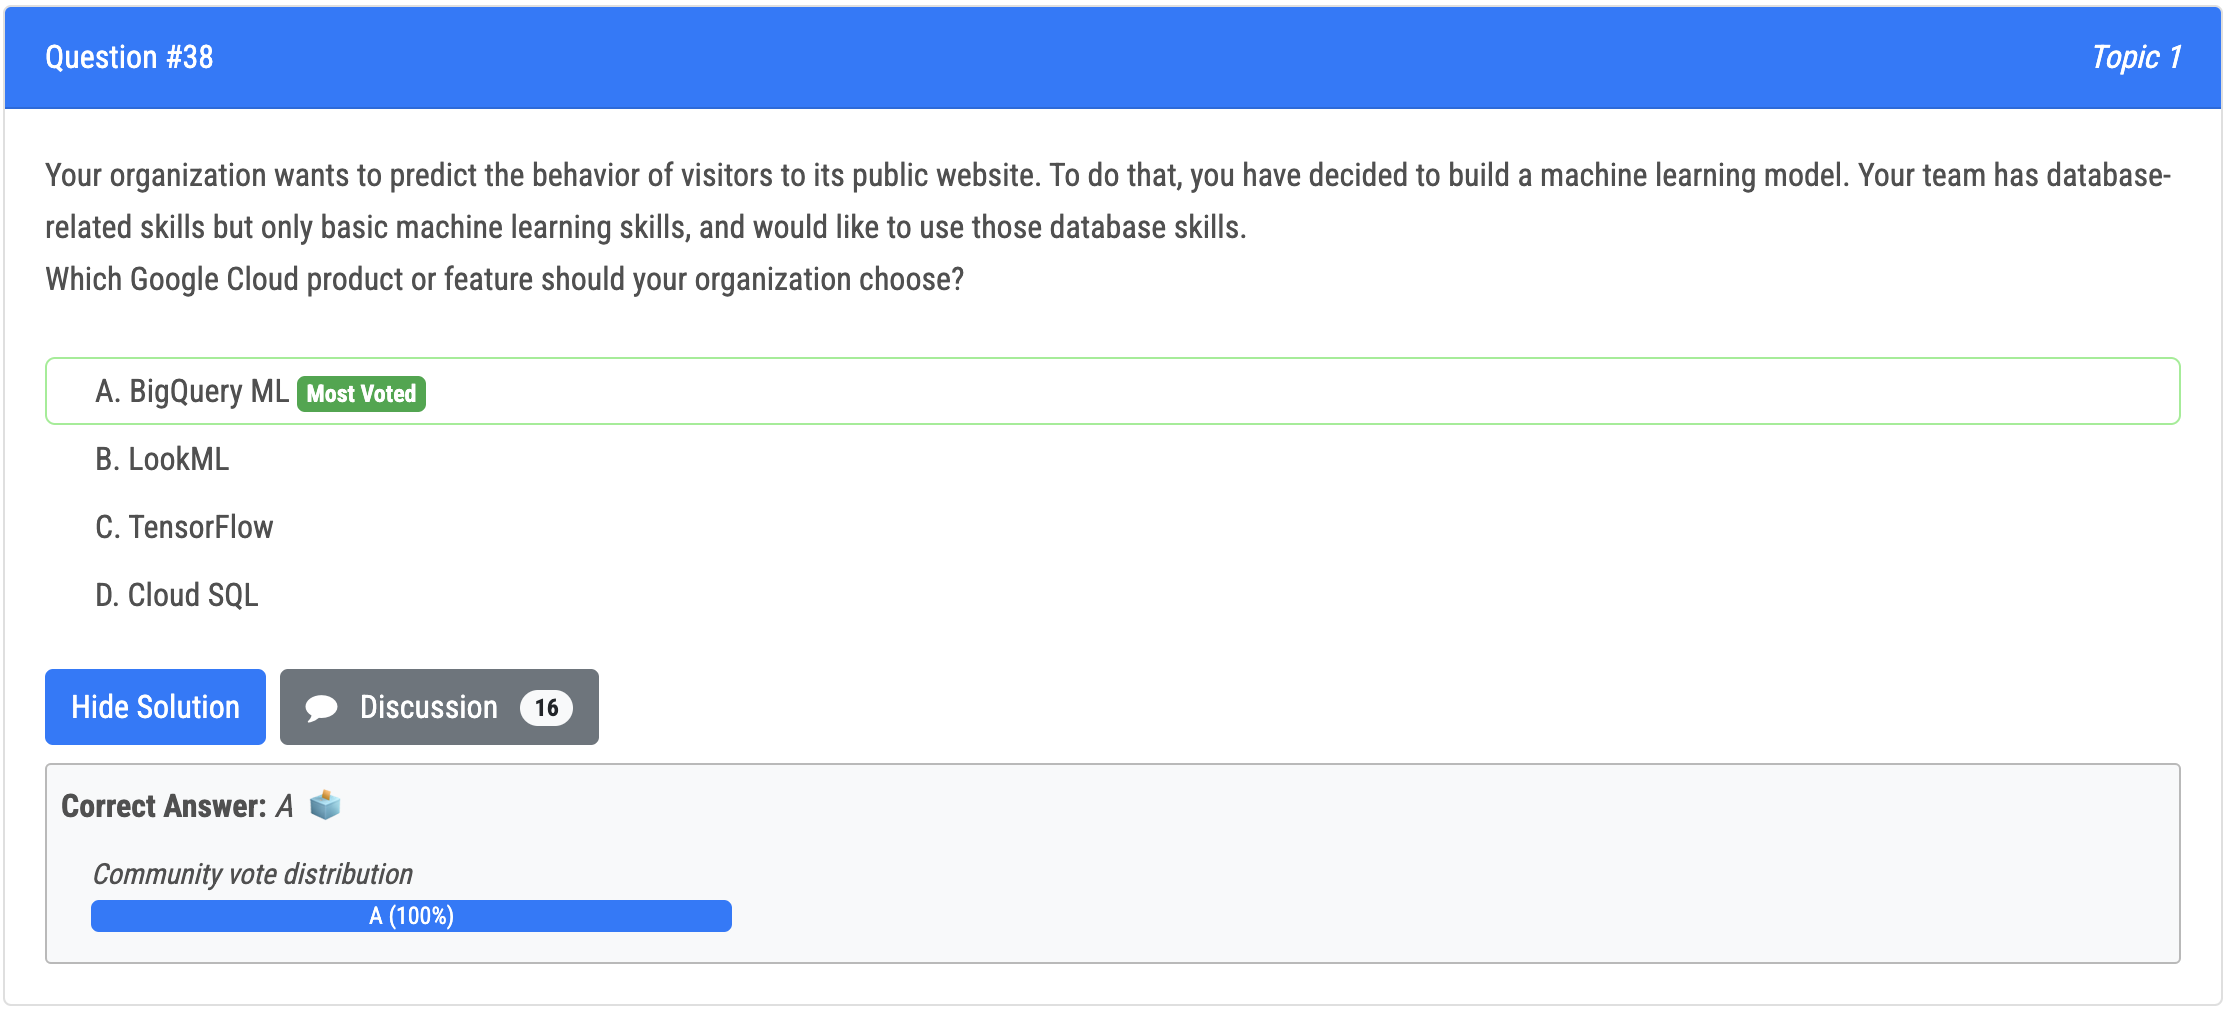 Question #38
Topic 1
Your organization wants to predict the behavior of visitors to its public website. To do that, you have decided to build a machine learning model. Your team has database-
related skills but only basic machine learning skills, and would like to use those database skills.
Which Google Cloud product or feature should your organization choose?
A. BigQuery ML Most Voted
B. LookML
C. TensorFlow
D. Cloud SQL
Hide Solution
Discussion 16
Correct Answer: A
Community vote distribution
A (100%)